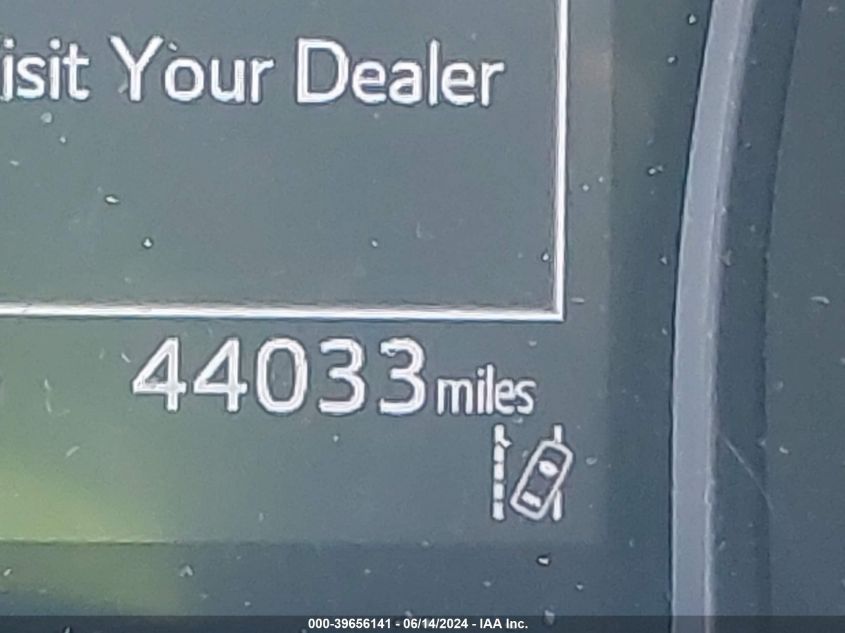 isit Your Dealer
44033 miles
000-39656141 - 06/14/2024 - IAA Inc.